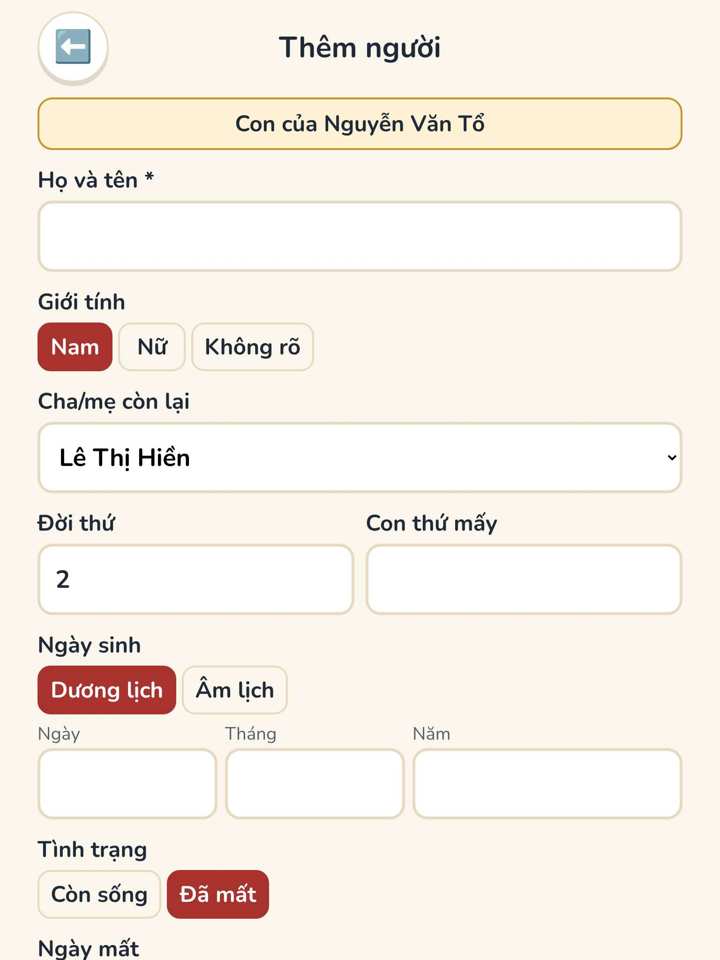 Thêm người
Con của Nguyễn Văn Tổ
Họ và tên *
Giới tính
Nam Nữ Không rõ
Cha/mẹ còn lại
Lê Thị Hiền
Đời thứ Con thứ mấy
2
Ngày sinh
Dương lịch Âm lịch
Ngày Tháng Năm
Tình trạng
Còn sống Đã mất
Ngày mất